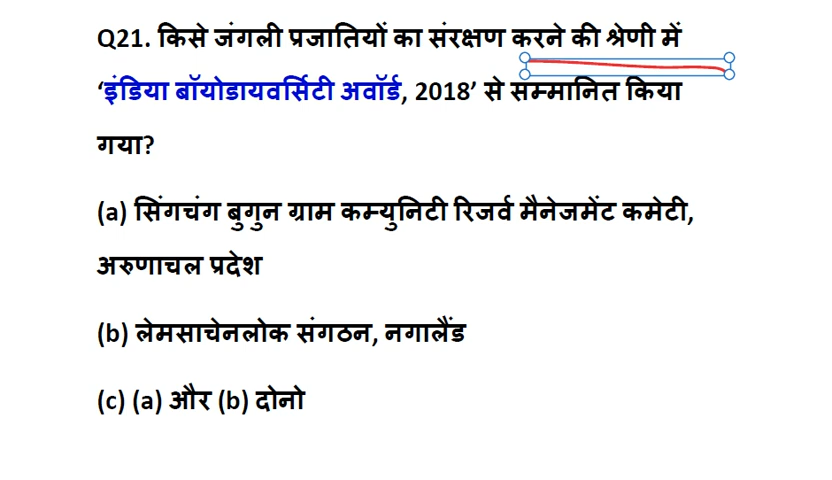 Q21. किसे जंगली प्रजातियों का संरक्षण करने की श्रेणी में
‘इंडिया बॉयोडायवर्सिटी अवॉर्ड, 2018’ से सम्मानित किया
गया?
(a) सिंगचंग बुगुन ग्राम कम्युनिटी रिजर्व मैनेजमेंट कमेटी,
अरुणाचल प्रदेश
(b) लेमसाचेनलोक संगठन, नगालैंड
(c) (a) और (b) दोनो